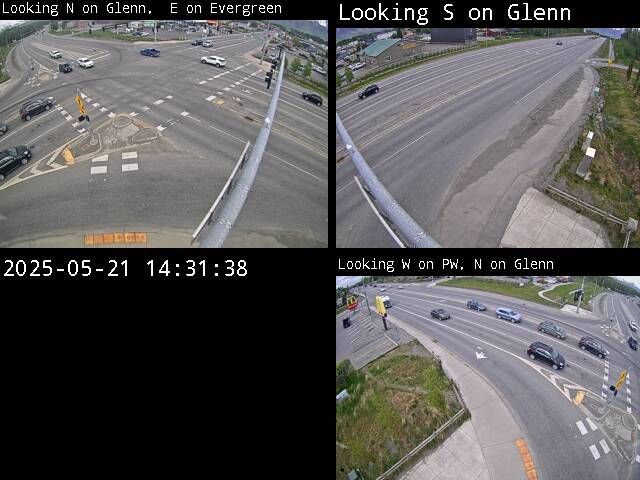 Looking N on Glenn,  E on Evergreen
Looking S on Glenn
2025-05-21 14:31:38
Looking W on PW, N on Glenn